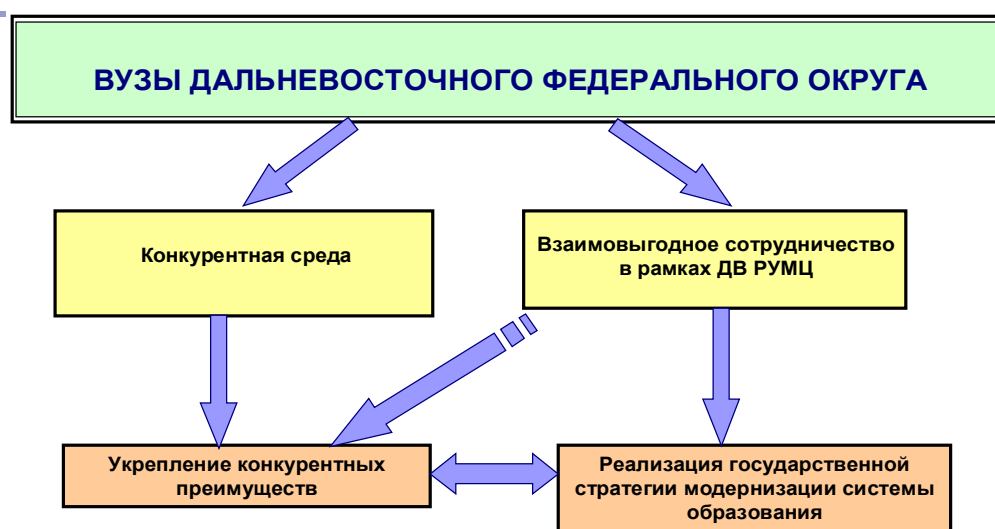 ВУЗЫ ДАЛЬНЕВОСТОЧНОГО ФЕДЕРАЛЬНОГО ОКРУГА
Конкурентная среда
Взаимовыгодное сотрудничество
в рамках ДВ РУМЦ
Укрепление конкурентных
преимуществ
Реализация государственной
стратегии модернизации системы
образования